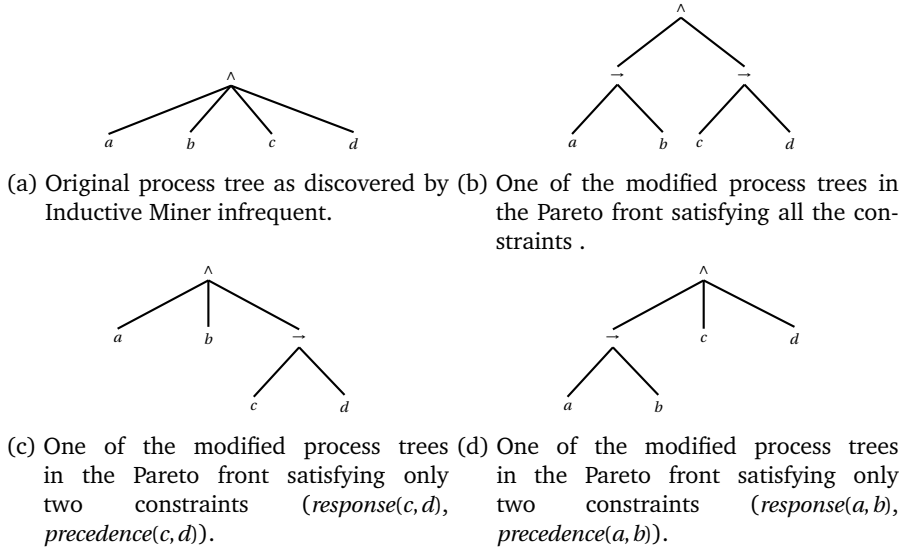 ∧
a b c d
(a) Original process tree as discovered by
Inductive Miner infrequent.
∧
→ →
a b c d
(b) One of the modified process trees in
the Pareto front satisfying all the con-
straints .
∧
a b →
c d
(c) One of the modified process trees
in the Pareto front satisfying only
two constraints (response(c, d),
precedence(c, d)).
∧
→ c d
a b
(d) One of the modified process trees
in the Pareto front satisfying only
two constraints (response(a, b),
precedence(a, b)).